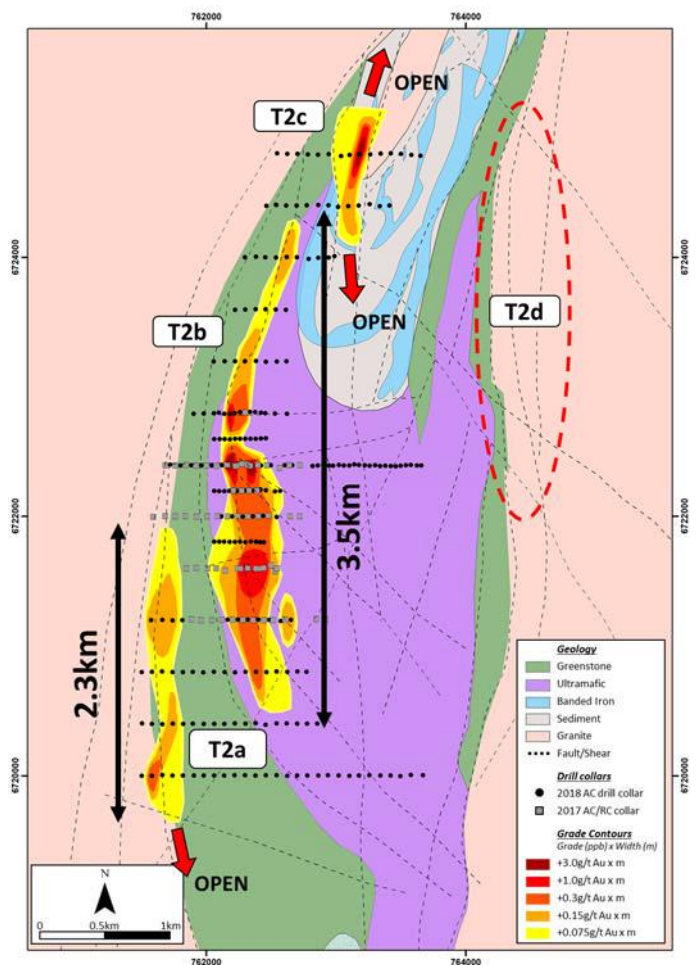 762000
764000
OPEN
T2c
6724000
6724000
OPEN
T2b
T2d
6722000
6722000
3.5km
2.3km
T2a
6720000
6720000
OPEN
N
0 0.5km 1km
762000
764000
Geology
Greenstone
Ultramafic
Banded Iron
Sediment
Granite
Fault/Shear
Drill collars
2018 AC drill collar
2017 AC/RC collar
Grade Contours
Grade (ppb) x Width (m)
+3.0g/t Au x m
+1.0g/t Au x m
+0.3g/t Au x m
+0.15g/t Au x m
+0.075g/t Au x m